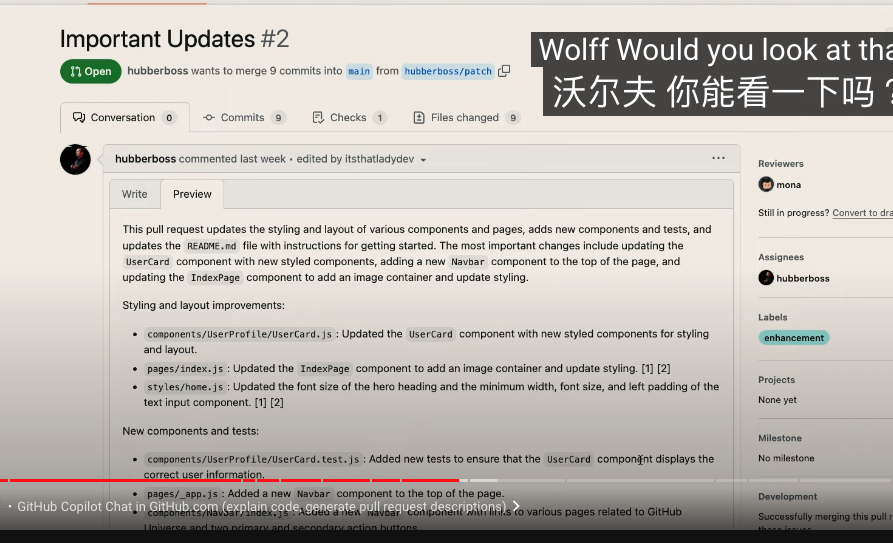 Important Updates #2
Wolff Would you look at tha
沃尔夫 你能看一下吗？
Open hubberboss wants to merge 9 commits into main from hubberboss/patch
Conversation 0 Commits 9 Checks 1 Files changed 9
hubberboss commented last week • edited by itsthatladydev
Write Preview
This pull request updates the styling and layout of various components and pages, adds new components and tests, and
updates the README.md file with instructions for getting started. The most important changes include updating the
UserCard component with new styled components, adding a new Navbar component to the top of the page, and
updating the IndexPage component to add an image container and update styling.
Styling and layout improvements:
• components/UserProfile/UserCard.js : Updated the UserCard component with new styled components for styling
and layout.
• pages/index.js : Updated the IndexPage component to add an image container and update styling. [1] [2]
• styles/home.js : Updated the font size of the hero heading and the minimum width, font size, and left padding of the
text input component. [1] [2]
New components and tests:
• components/UserProfile/UserCard.test.js : Added new tests to ensure that the UserCard component displays the
correct user information.
• pages/_app.js : Added a new Navbar component to the top of the page.
• components/Navbar/index.js : Added a new Navbar component with links to various pages related to GitHub
Universe and two primary and secondary action buttons.
• GitHub Copilot Chat in GitHub.com (explain code, generate pull request descriptions)
Reviewers
mona
Still in progress? Convert to dra
Assignees
hubberboss
Labels
enhancement
Projects
None yet
Milestone
No milestone
Development
Successfully merging this pull re
these issues.